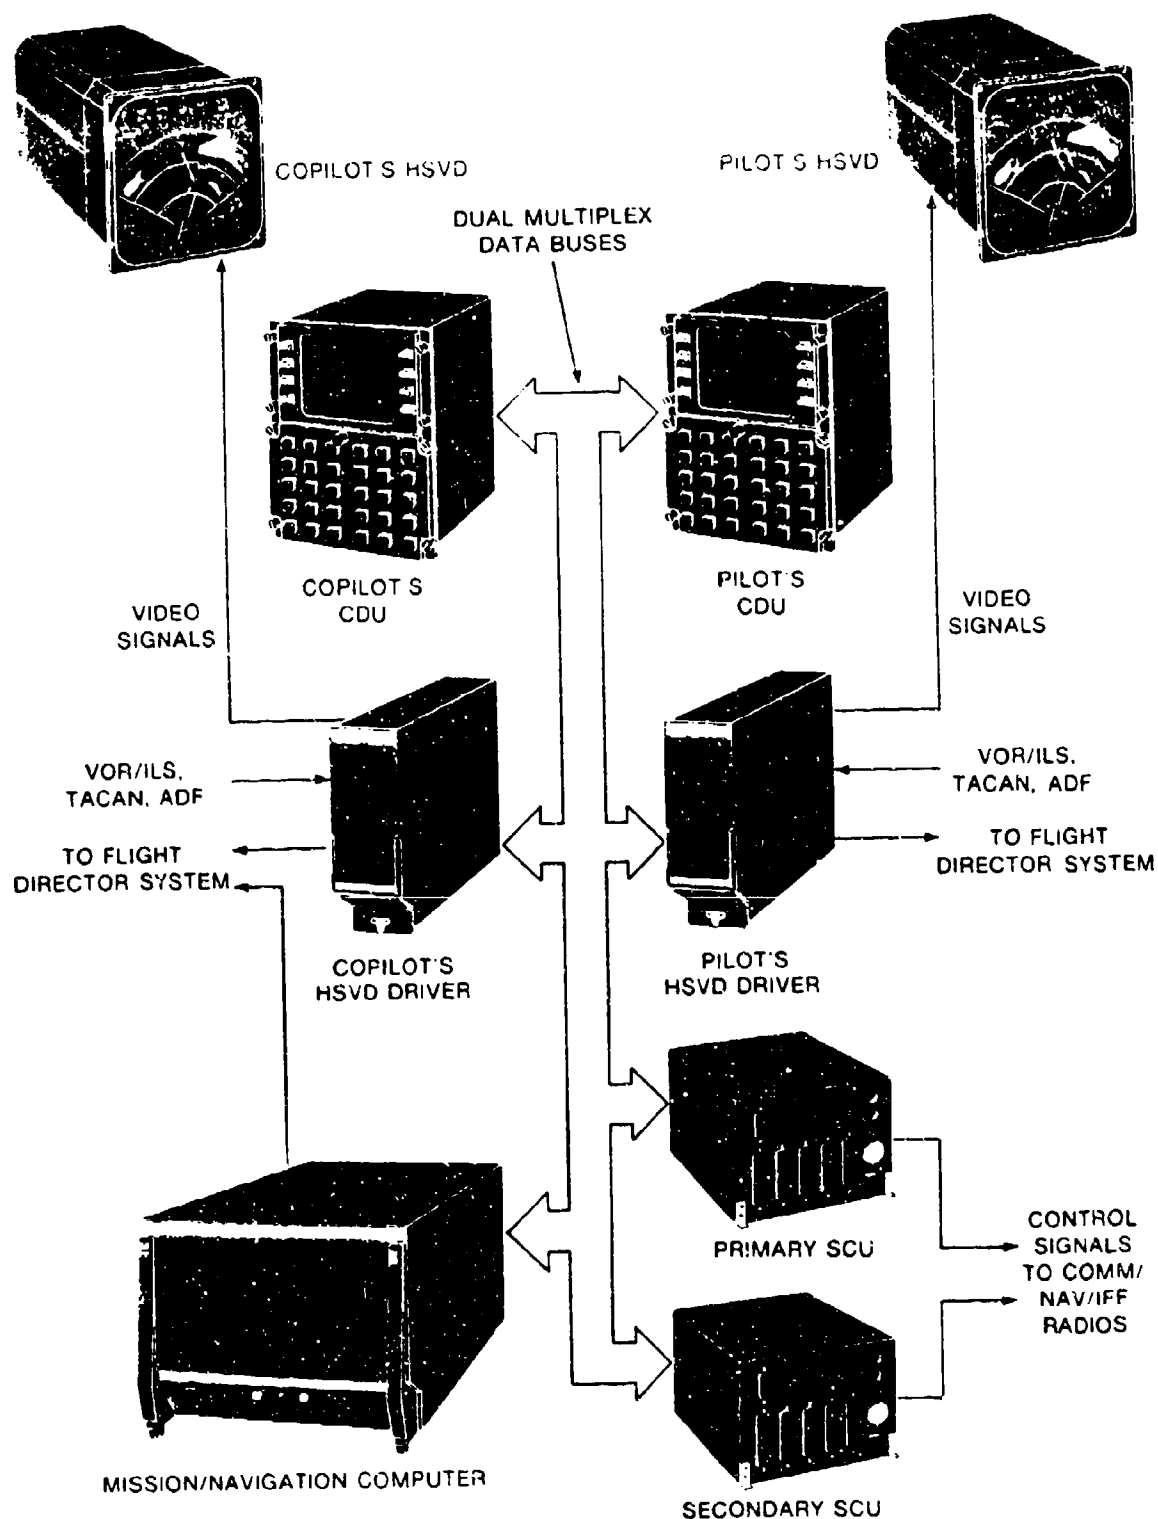 COPILOT S HSVD
PILOT S HSVD
DUAL MULTIPLEX
DATA BUSES
COPILOT S
CDU
PILOT'S
CDU
VIDEO
SIGNALS
VIDEO
SIGNALS
VOR/ILS,
TACAN, ADF
VOR/ILS,
TACAN, ADF
TO FLIGHT
DIRECTOR SYSTEM
TO FLIGHT
DIRECTOR SYSTEM
COPILOT'S
HSVD DRIVER
PILOT'S
HSVD DRIVER
PRIMARY SCU
CONTROL
SIGNALS
TO COMM/
NAV/IFF
RADIOS
MISSION/NAVIGATION COMPUTER
SECONDARY SCU